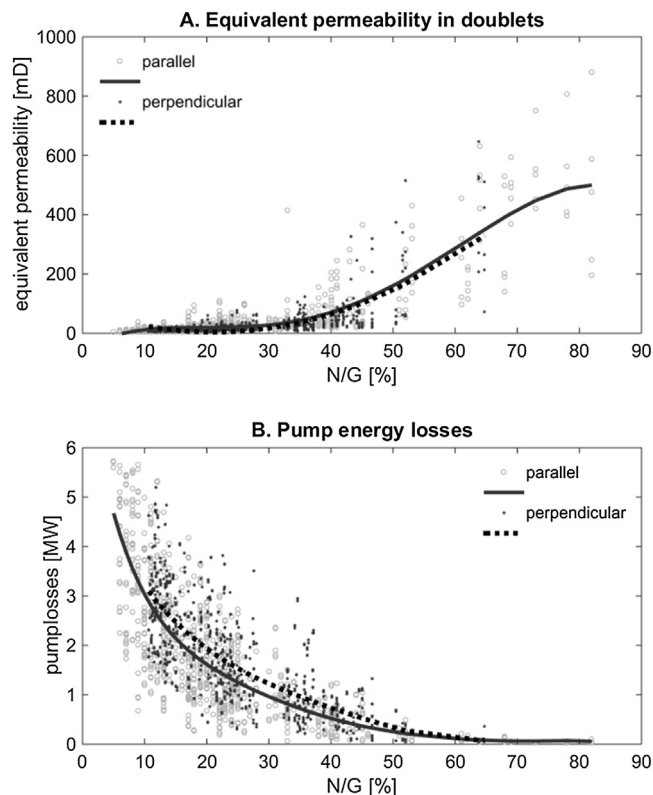 A. Equivalent permeability in doublets
1000
800
600
400
200
0
equivalent permeability [mD]
parallel
perpendicular
0 10 20 30 40 50 60 70 80 90
N/G [%]
B. Pump energy losses
6
5
4
3
2
1
0
pumplosses [MW]
parallel
perpendicular
0 10 20 30 40 50 60 70 80 90
N/G [%]